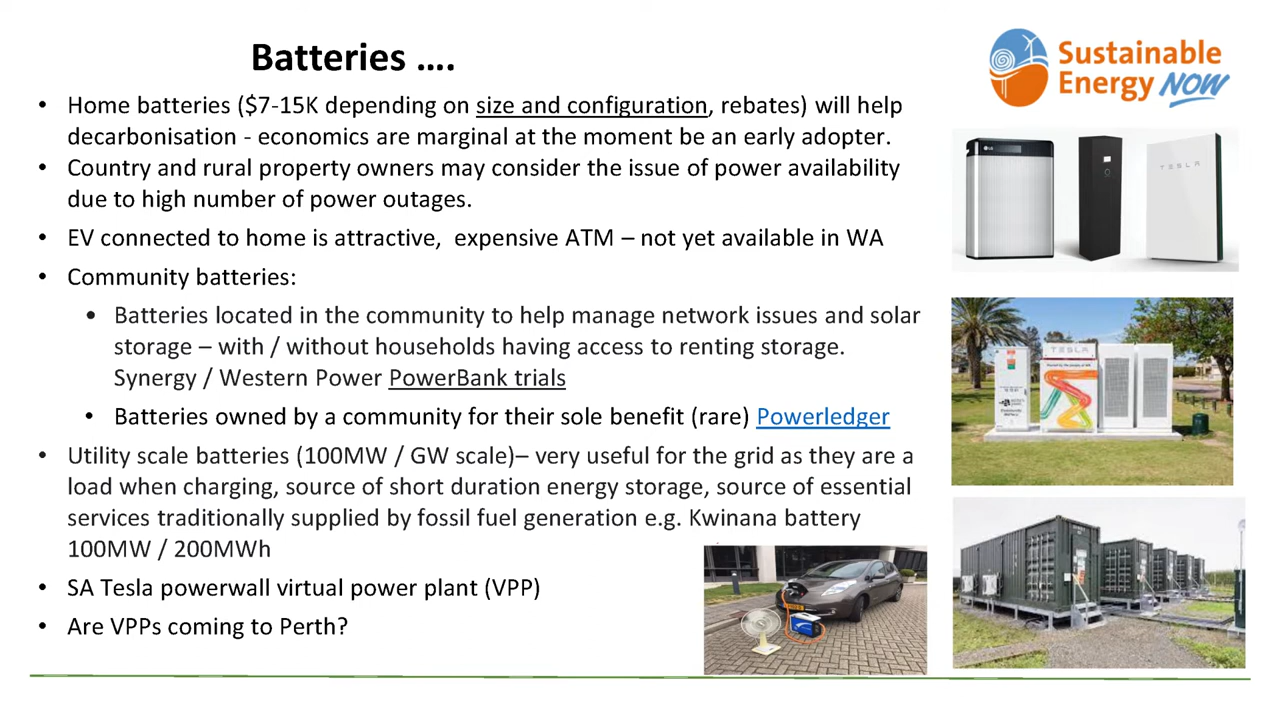 Batteries ….
Sustainable
Energy NOW
• Home batteries ($7-15K depending on size and configuration, rebates) will help
decarbonisation - economics are marginal at the moment be an early adopter.
• Country and rural property owners may consider the issue of power availability
due to high number of power outages.
• EV connected to home is attractive,  expensive ATM – not yet available in WA
• Community batteries:
• Batteries located in the community to help manage network issues and solar
storage – with / without households having access to renting storage.
Synergy / Western Power PowerBank trials
• Batteries owned by a community for their sole benefit (rare) Powerledger
• Utility scale batteries (100MW / GW scale)– very useful for the grid as they are a
load when charging, source of short duration energy storage, source of essential
services traditionally supplied by fossil fuel generation e.g. Kwinana battery
100MW / 200MWh
• SA Tesla powerwall virtual power plant (VPP)
• Are VPPs coming to Perth?
LG
TESLA
TESLA